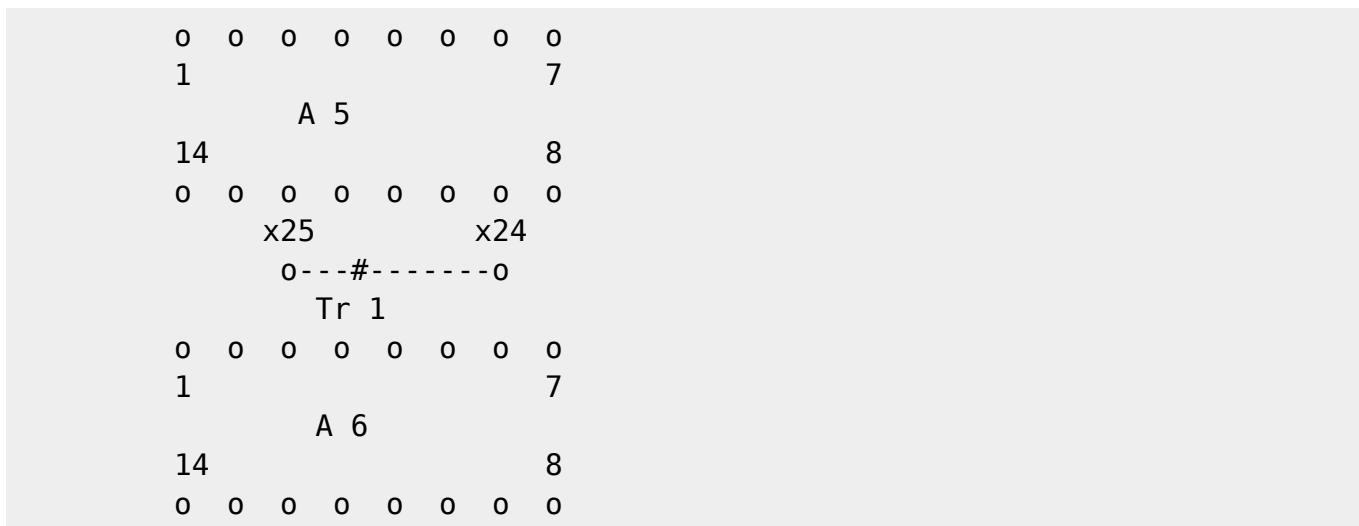 o  o  o  o  o  o  o  o
1                    7
       A 5
14                   8
o  o  o  o  o  o  o  o
     x25         x24
      o---#-------o
        Tr 1
o  o  o  o  o  o  o  o
1                    7
        A 6
14                   8
o  o  o  o  o  o  o  o